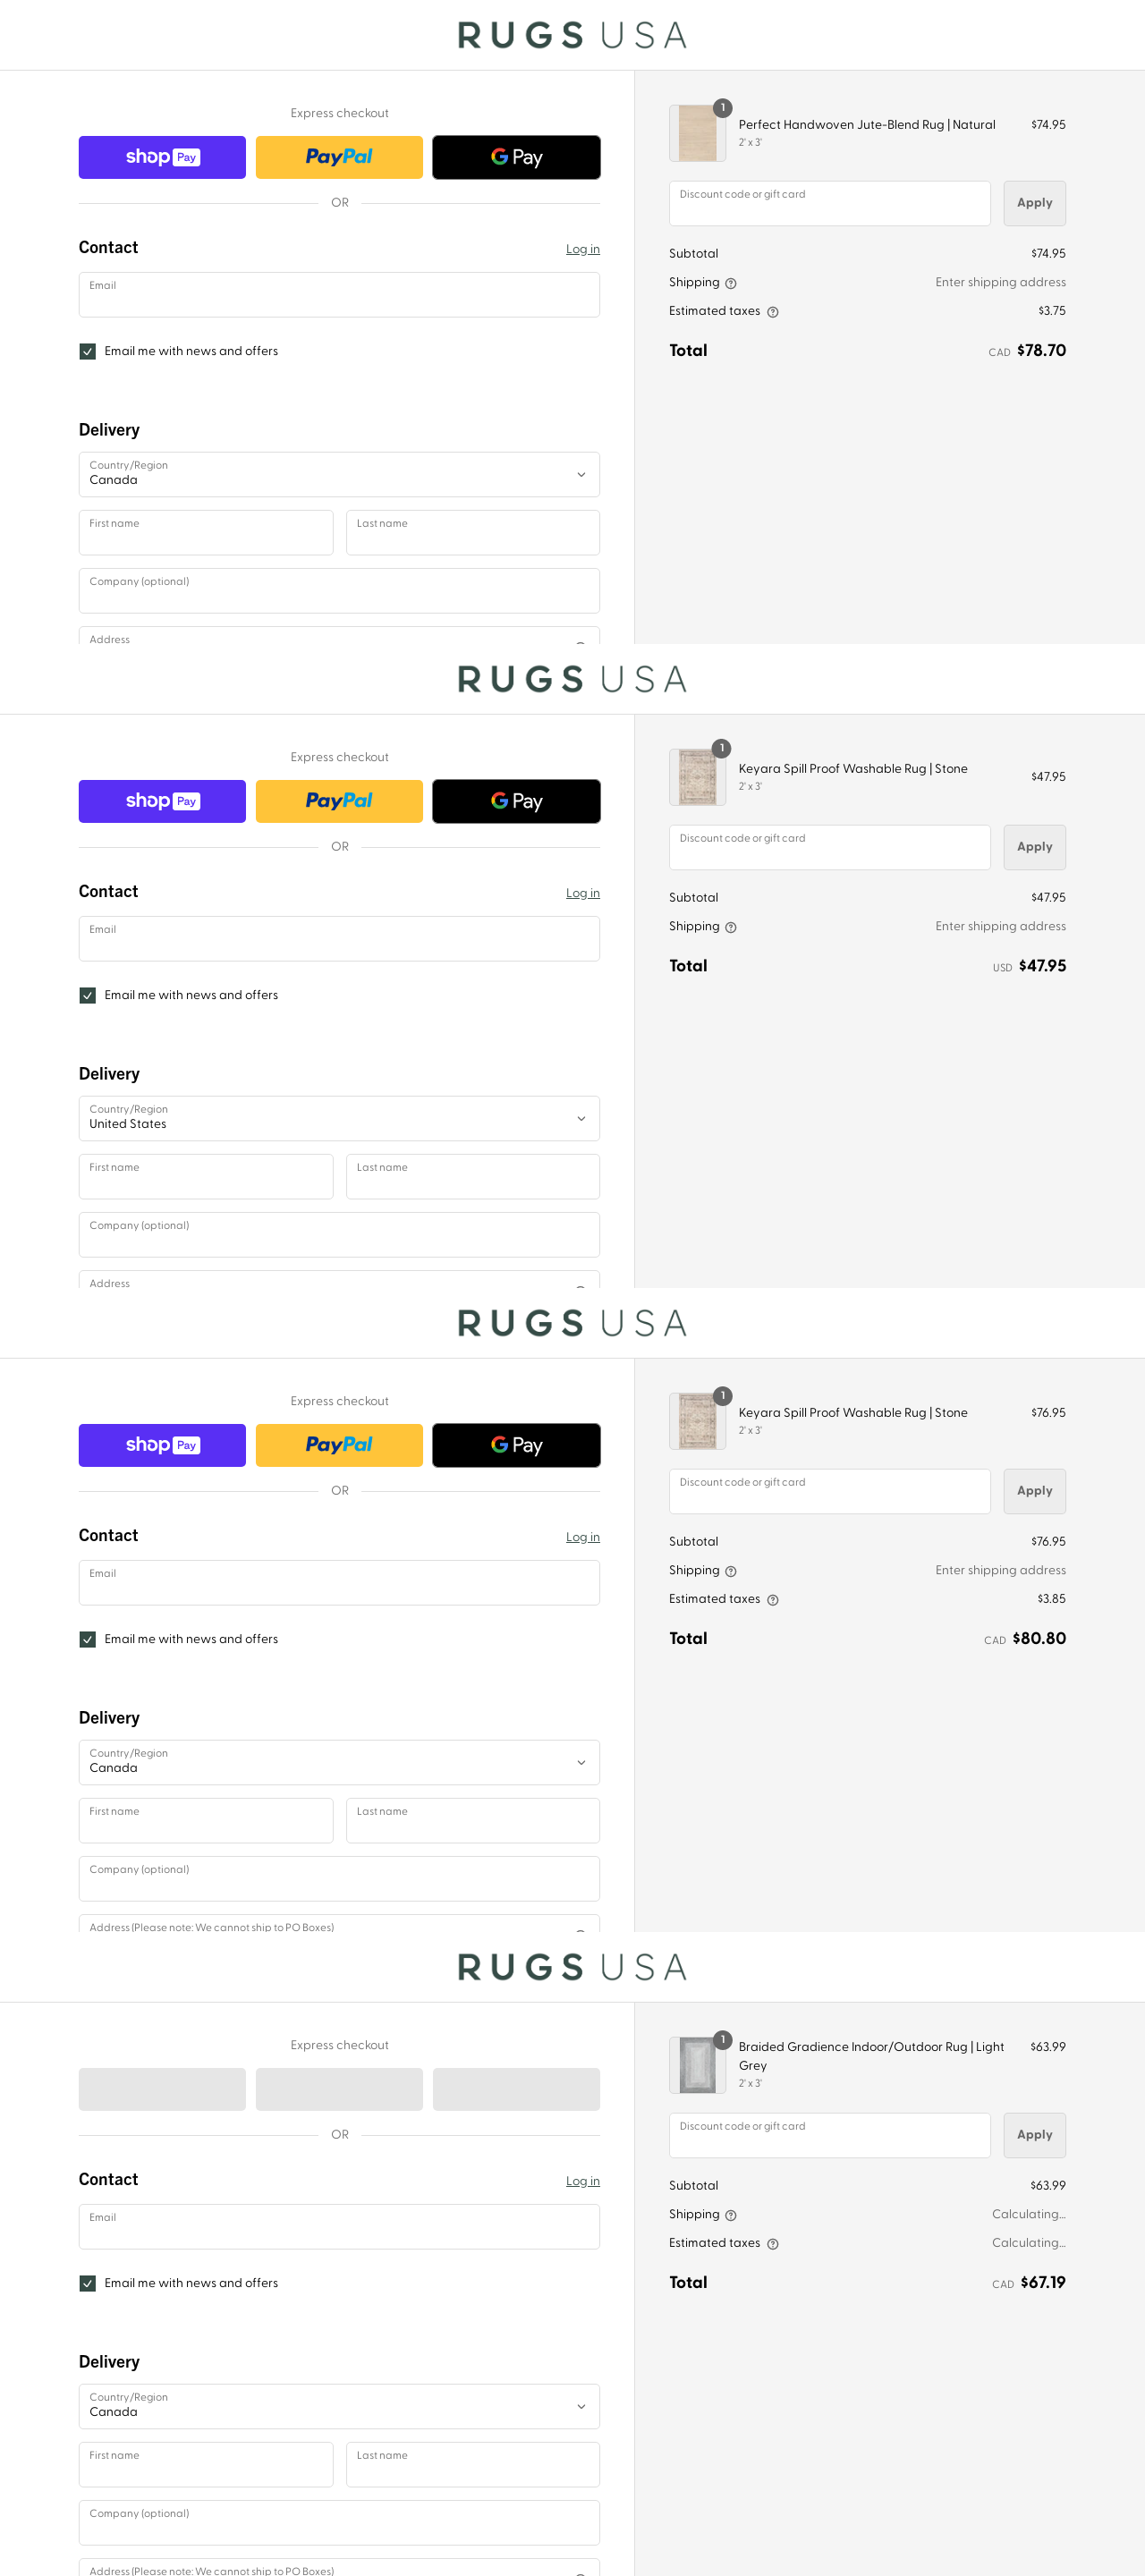 RUGS USA
Express checkout
shop Pay
PayPal
G Pay
OR
Contact
Log in
Email
Email me with news and offers
Delivery
Country/Region
Canada
First name
Last name
Company (optional)
Address
1
Perfect Handwoven Jute-Blend Rug | Natural
$74.95
2' x 3'
Discount code or gift card
Apply
Subtotal
$74.95
Shipping
Enter shipping address
Estimated taxes
$3.75
Total
CAD $78.70
RUGS USA
Express checkout
shop Pay
PayPal
G Pay
OR
Contact
Log in
Email
Email me with news and offers
Delivery
Country/Region
United States
First name
Last name
Company (optional)
Address
1
Keyara Spill Proof Washable Rug | Stone
$47.95
2' x 3'
Discount code or gift card
Apply
Subtotal
$47.95
Shipping
Enter shipping address
Total
USD $47.95
RUGS USA
Express checkout
shop Pay
PayPal
G Pay
OR
Contact
Log in
Email
Email me with news and offers
Delivery
Country/Region
Canada
First name
Last name
Company (optional)
Address (Please note: We cannot ship to PO Boxes)
1
Keyara Spill Proof Washable Rug | Stone
$76.95
2' x 3'
Discount code or gift card
Apply
Subtotal
$76.95
Shipping
Enter shipping address
Estimated taxes
$3.85
Total
CAD $80.80
RUGS USA
Express checkout
OR
Contact
Log in
Email
Email me with news and offers
Delivery
Country/Region
Canada
First name
Last name
Company (optional)
Address (Please note: We cannot ship to PO Boxes)
1
Braided Gradience Indoor/Outdoor Rug | Light
Grey
$63.99
2' x 3'
Discount code or gift card
Apply
Subtotal
$63.99
Shipping
Calculating...
Estimated taxes
Calculating...
Total
CAD $67.19